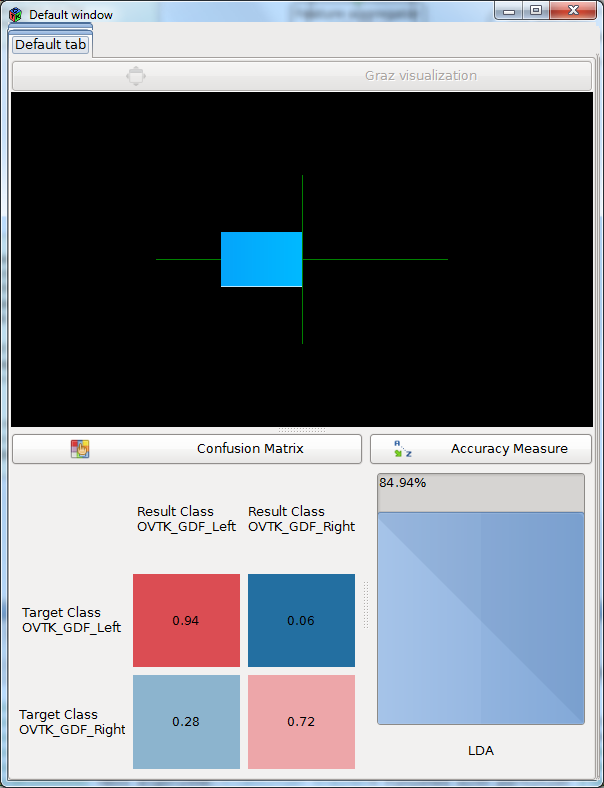 Default window
Default tab
Graz visualization
Confusion Matrix
Accuracy Measure
84.94%
Result Class
OVTK_GDF_Left
Result Class
OVTK_GDF_Right
Target Class
OVTK_GDF_Left
0.94
0.06
Target Class
OVTK_GDF_Right
0.28
0.72
LDA